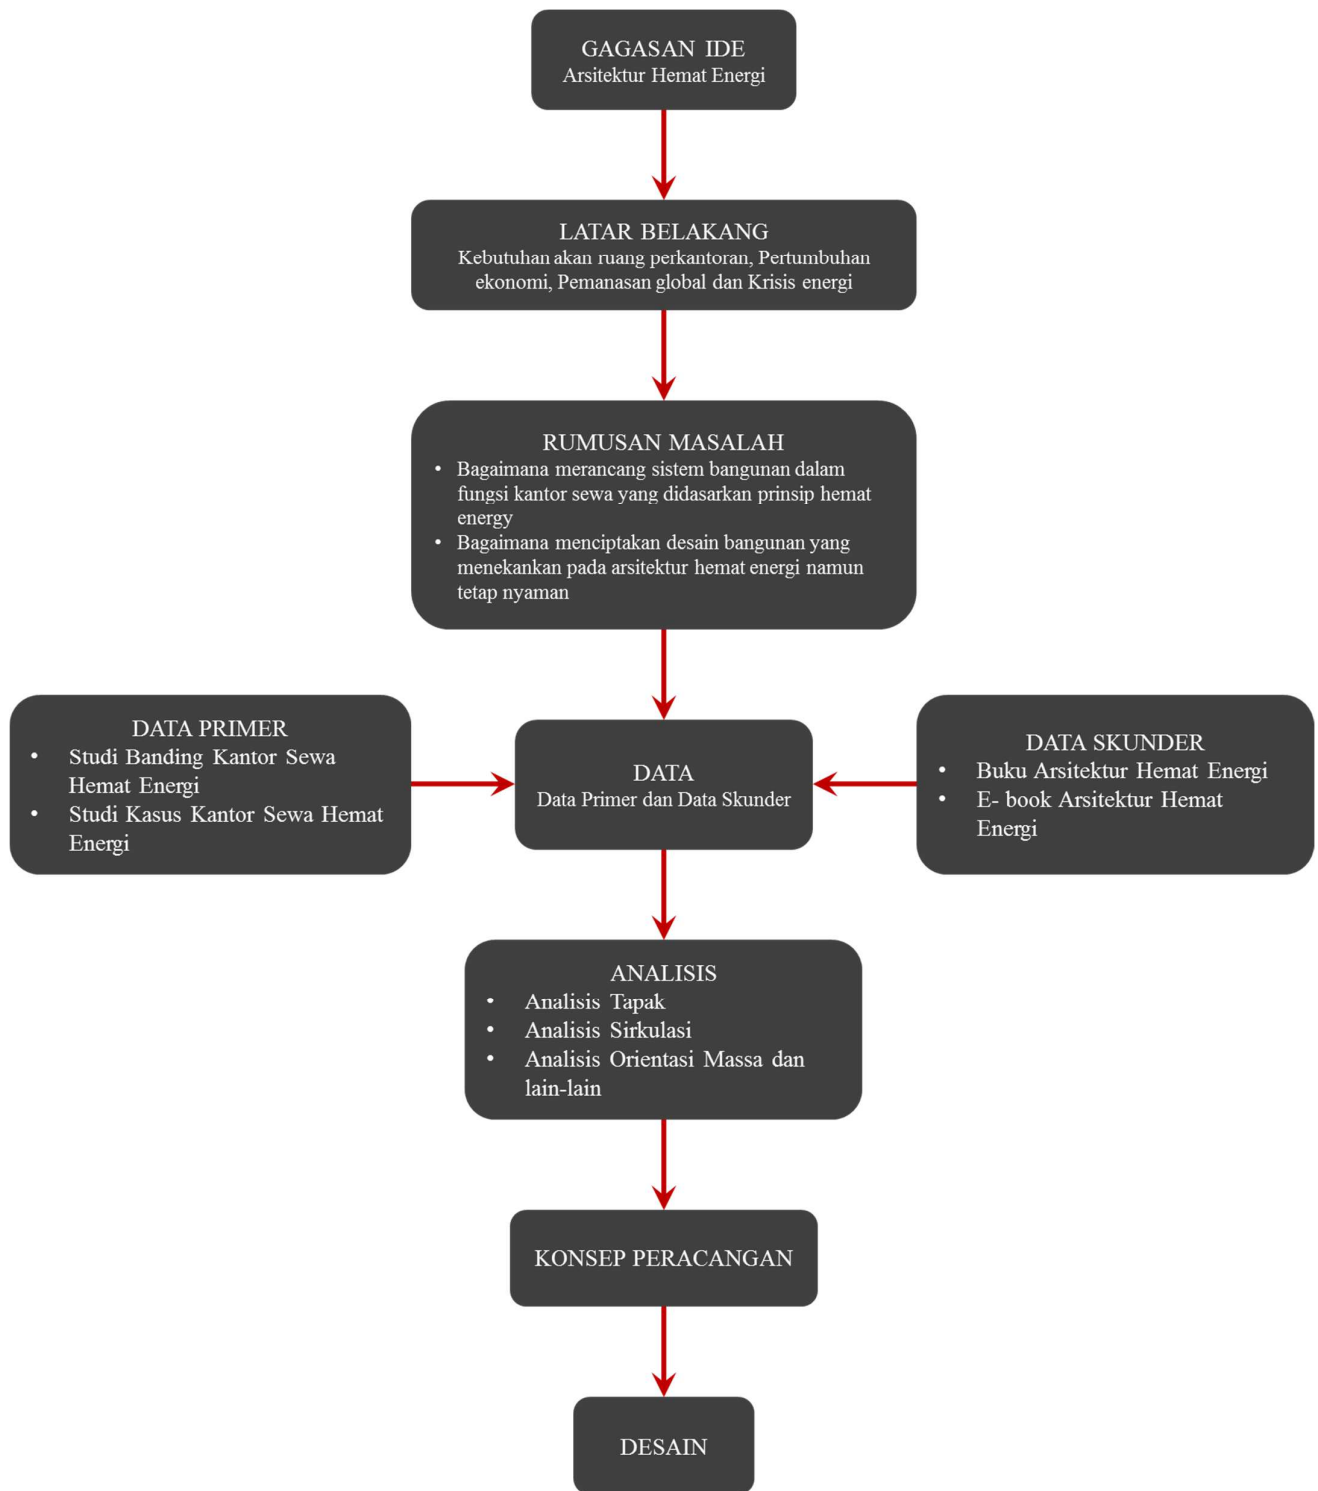 GAGASAN IDE
Arsitektur Hemat Energi
LATAR BELAKANG
Kebutuhan akan ruang perkantoran, Pertumbuhan
ekonomi, Pemanasan global dan Krisis energi
RUMUSAN MASALAH
• Bagaimana merancang sistem bangunan dalam
fungsi kantor sewa yang didasarkan prinsip hemat
energy
• Bagaimana menciptakan desain bangunan yang
menekankan pada arsitektur hemat energi namun
tetap nyaman
DATA PRIMER
• Studi Banding Kantor Sewa
Hemat Energi
• Studi Kasus Kantor Sewa Hemat
Energi
DATA
Data Primer dan Data Skunder
DATA SKUNDER
• Buku Arsitektur Hemat Energi
• E- book Arsitektur Hemat
Energi
ANALISIS
• Analisis Tapak
• Analisis Sirkulasi
• Analisis Orientasi Massa dan
lain-lain
KONSEP PERACANGAN
DESAIN